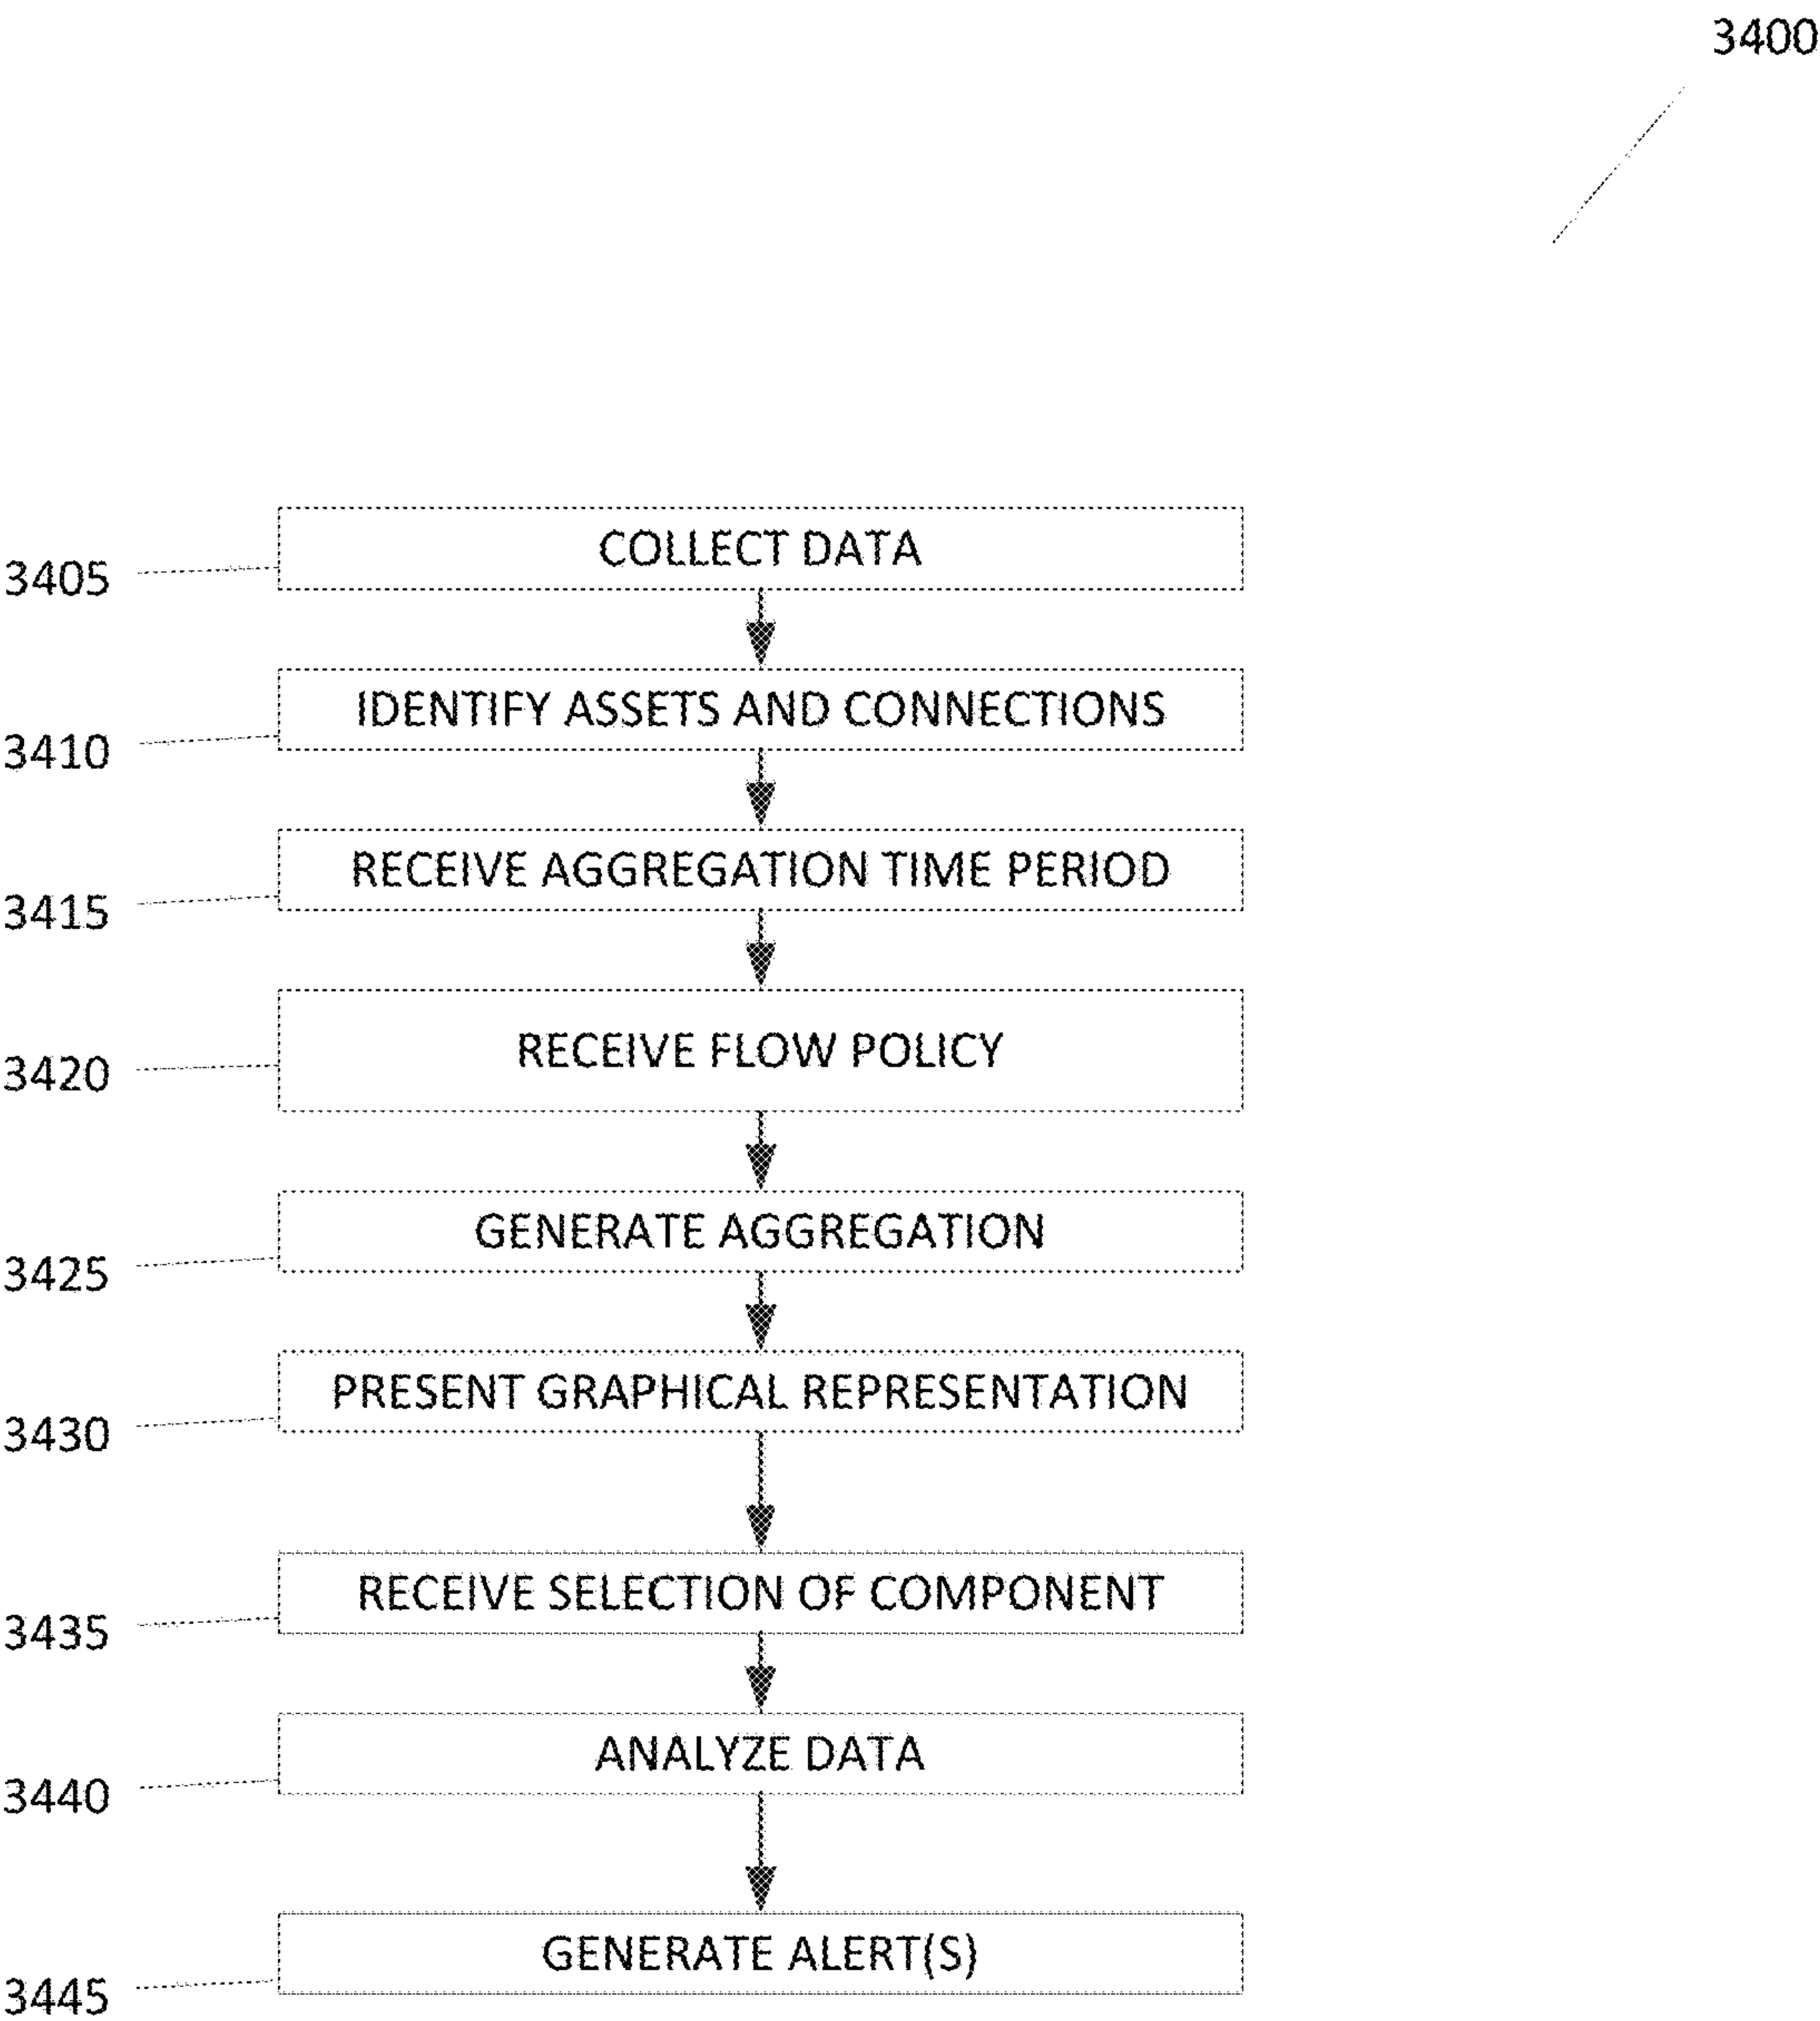 3400
COLLECT DATA
3405
IDENTIFY ASSETS AND CONNECTIONS
3410
RECEIVE AGGREGATION TIME PERIOD
3415
RECEIVE FLOW POLICY
3420
GENERATE AGGREGATION
3425
PRESENT GRAPHICAL REPRESENTATION
3430
RECEIVE SELECTION OF COMPONENT
3435
ANALYZE DATA
3440
GENERATE ALERT(S)
3445